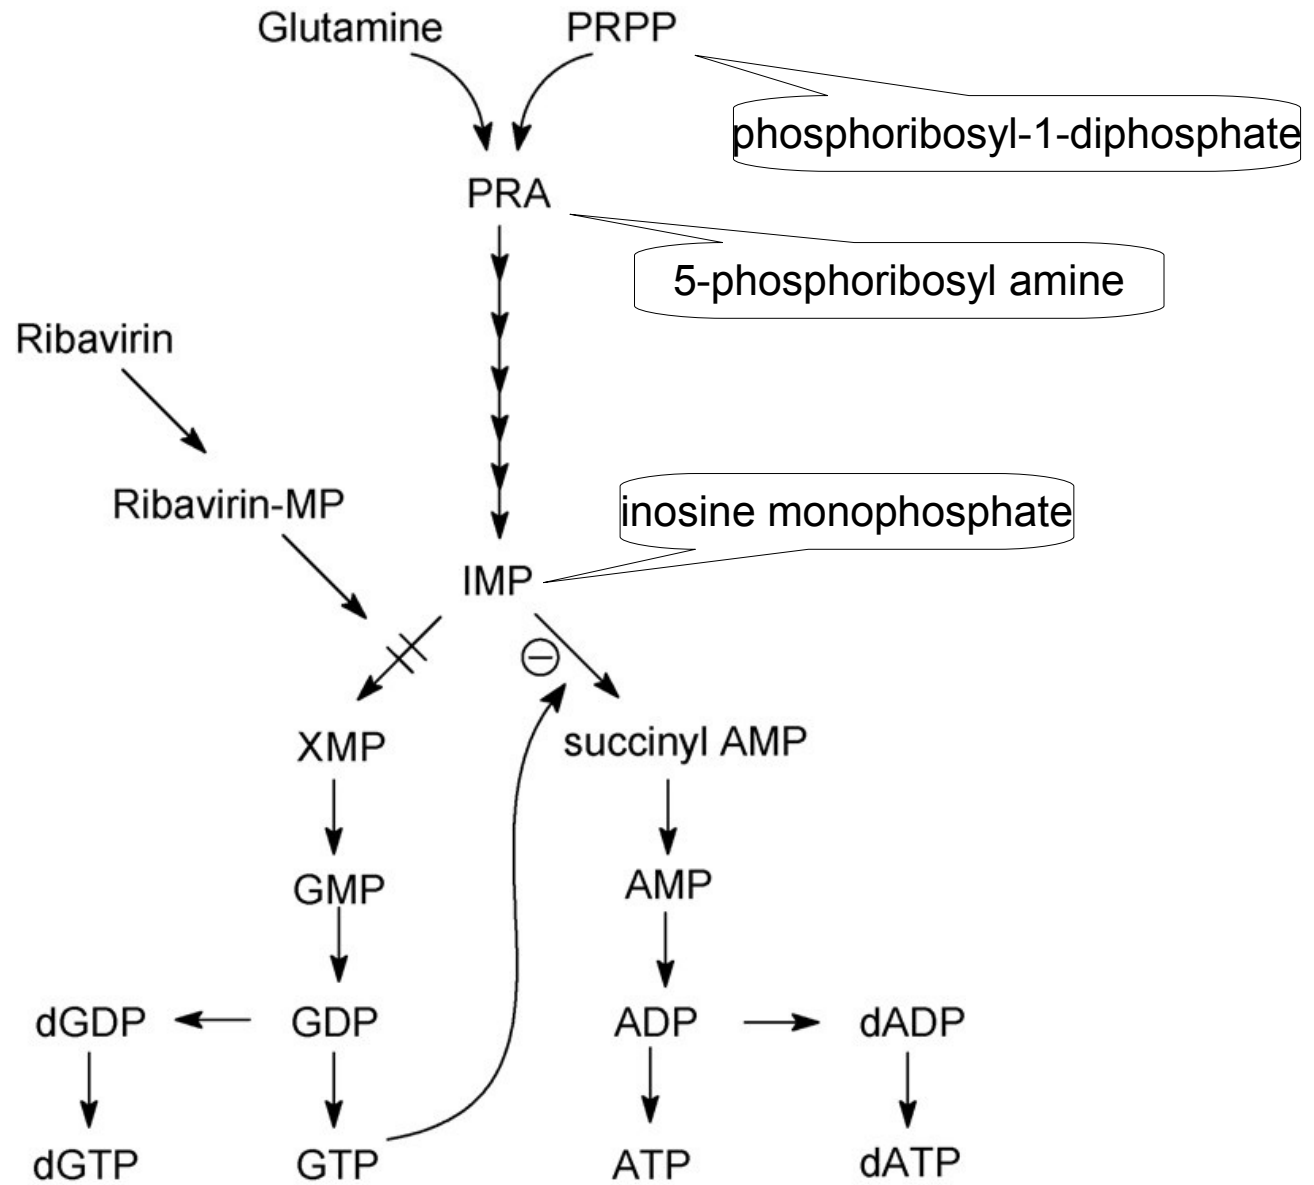 Glutamine
PRPP
phosphoribosyl-1-diphosphate
PRA
5-phosphoribosyl amine
Ribavirin
Ribavirin-MP
inosine monophosphate
IMP
XMP
succinyl AMP
GMP
AMP
dGDP
GDP
ADP
dADP
dGTP
GTP
ATP
dATP